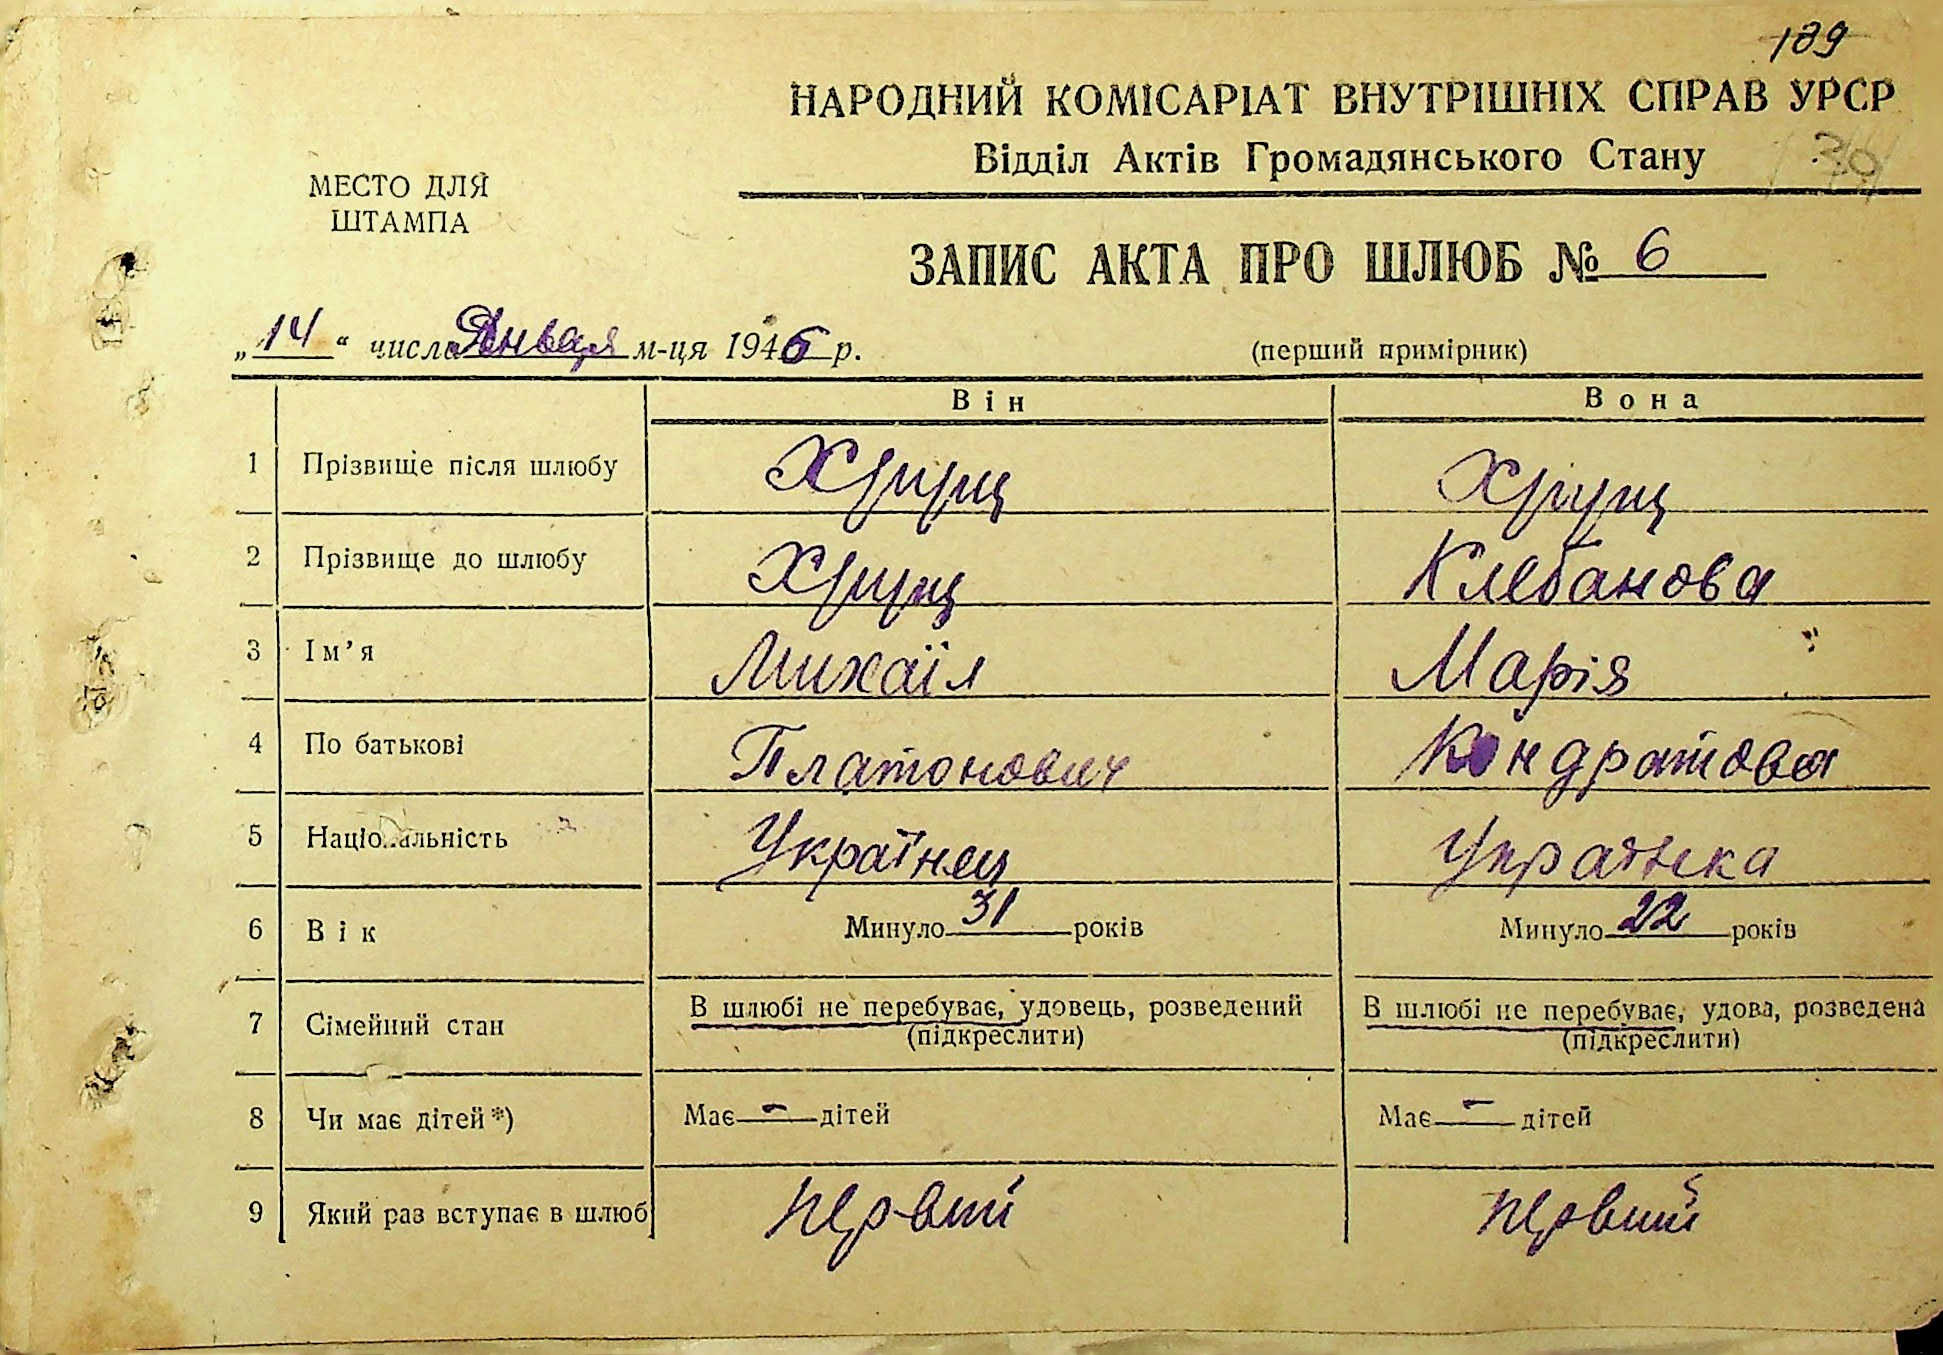 189
НАРОДНИЙ КОМІСАРІАТ ВНУТРІШНІХ СПРАВ УРСР
Відділ Актів Громадянського Стану
МЕСТО ДЛЯ
ШТАМПА
ЗАПИС АКТА ПРО ШЛЮБ № 6
„14“ числа Января м-ця 1946 р.
(перший примірник)
Він Вона
1 Прізвище після шлюбу Хрущ Хрущ
2 Прізвище до шлюбу Хрущ Клебанова
3 Ім’я Михаїл Марія
4 По батькові Платонович Кондратова
5 Національність Українец Українка
6 Вік Минуло 31 років Минуло 22 років
7 Сімейний стан В шлюбі не перебуває, удовець, розведений В шлюбі не перебуває, удова, розведена
(підкреслити) (підкреслити)
8 Чи має дітей *) Має - дітей Має - дітей
9 Який раз вступає в шлюб первий первий